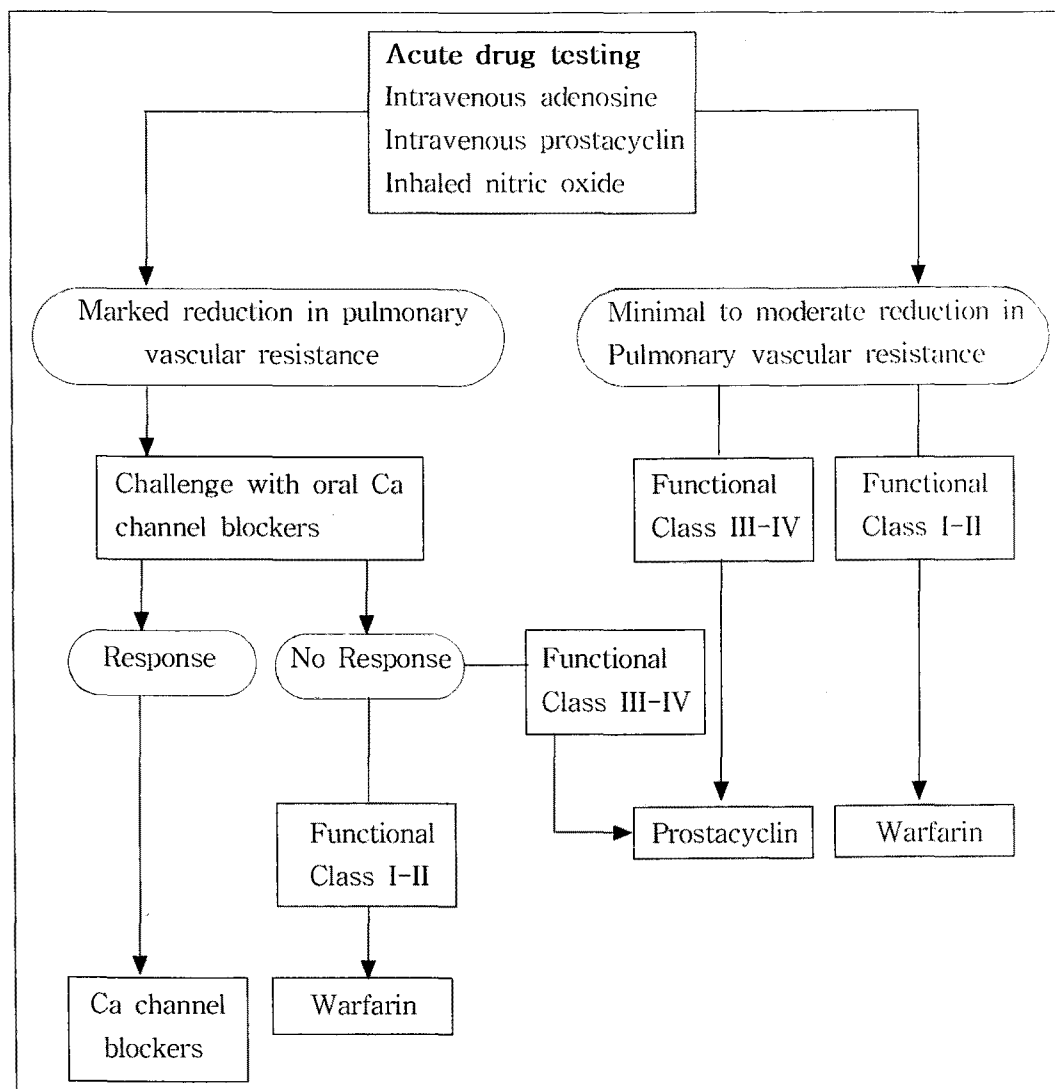 Acute drug testing
Intravenous adenosine
Intravenous prostacyclin
Inhaled nitric oxide
Marked reduction in pulmonary
vascular resistance
Minimal to moderate reduction in
Pulmonary vascular resistance
Challenge with oral Ca
channel blockers
Functional
Class III-IV
Functional
Class I-II
Response
No Response
Functional
Class III-IV
Functional
Class I-II
Prostacyclin
Warfarin
Ca channel
blockers
Warfarin